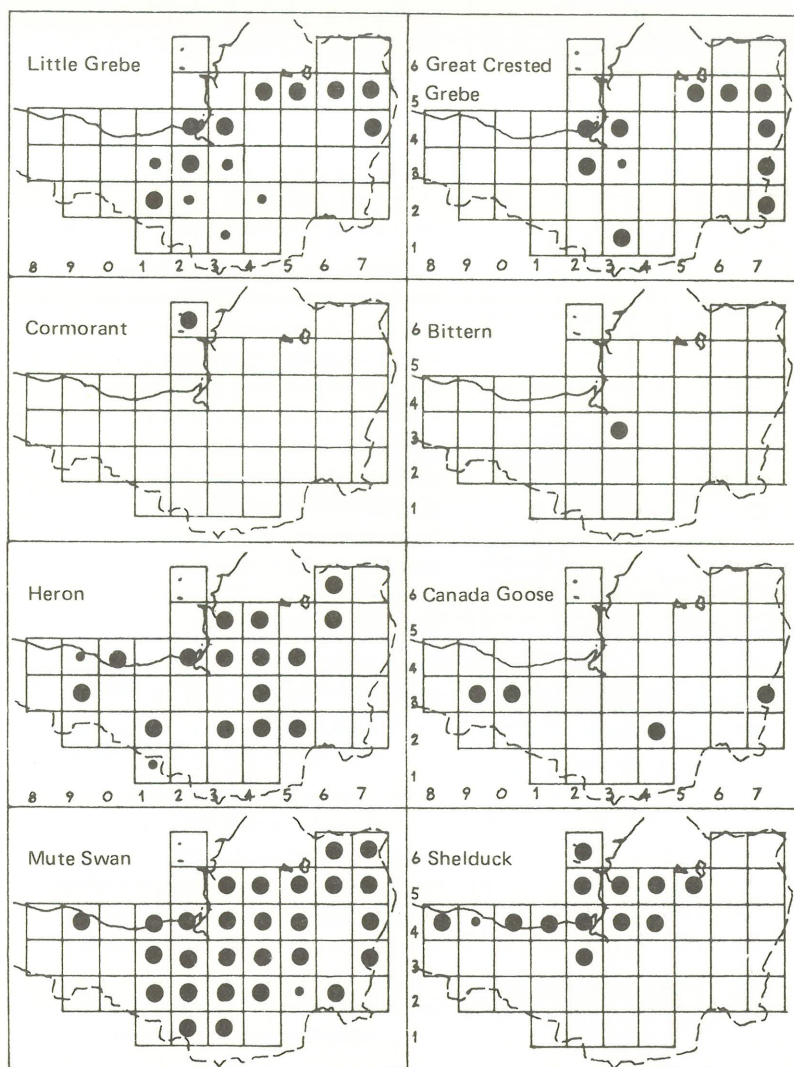 Little Grebe
6 Great Crested
Grebe
5
4
3
2
1
8 9 0 1 2 3 4 5 6 7
8 9 0 1 2 3 4 5 6 7
Cormorant
6 Bittern
5
4
3
2
1
Heron
6 Canada Goose
5
4
3
2
1
8 9 0 1 2 3 4 5 6 7
8 9 0 1 2 3 4 5 6 7
Mute Swan
6 Shelduck
5
4
3
2
1